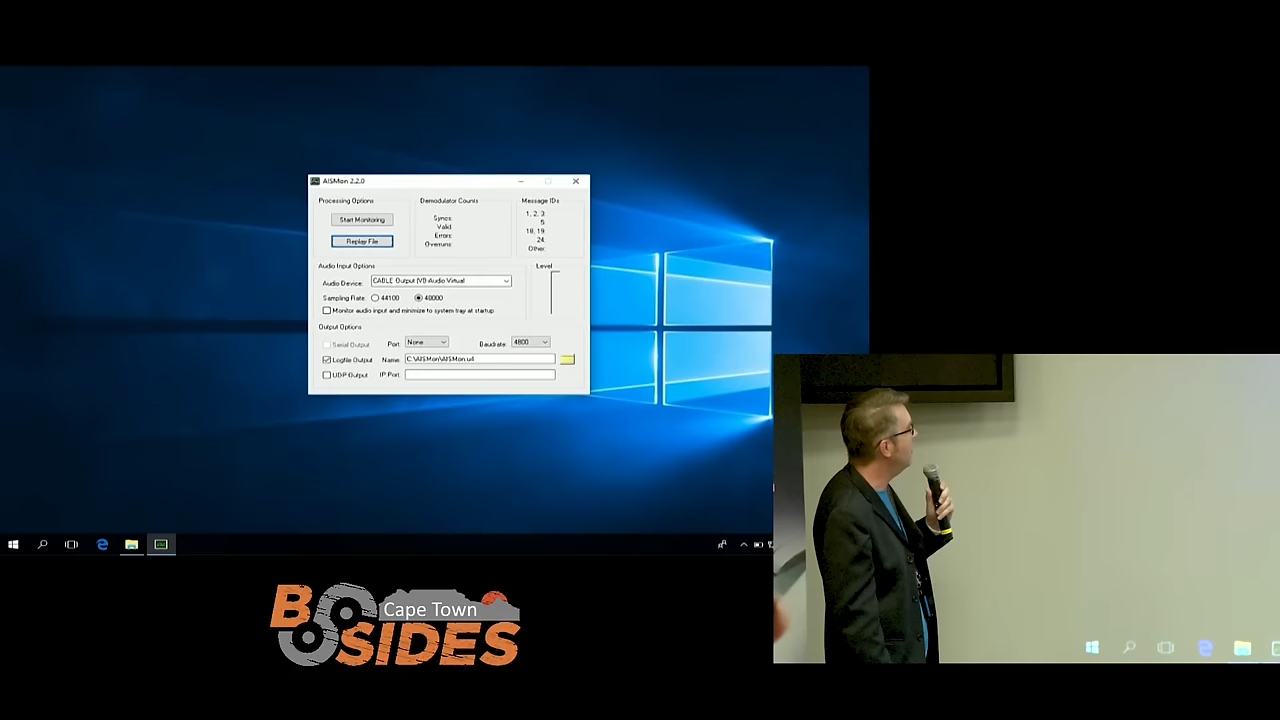 AISMon 2.2.0
Processing Options
Start Monitoring
Replay File
Demodulator Counts
Syncs:
Valid:
Errors:
Overruns:
Message IDs
1, 2, 3:
5:
18, 19:
24:
Other:
Audio Input Options
Audio Device: CABLE Output (VB-Audio Virtual
Sampling Rate: 44100 48000
Monitor audio input and minimize to system tray at startup
Level
Output Options
Serial Output Port: None Baudrate: 4800
Logfile Output Name: C:\AISMon\AISMon.u4
UDP Output IP:Port:
BSIDES
Cape Town